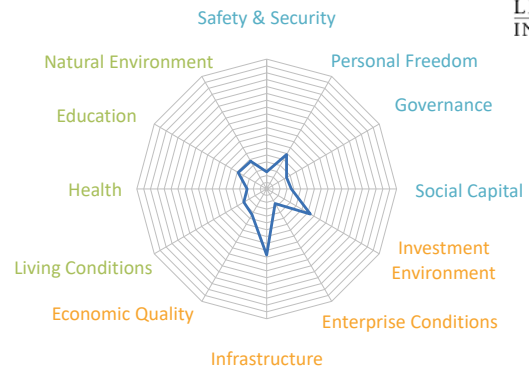 Safety & Security
Natural Environment
Personal Freedom
Education
Governance
Health
Social Capital
Investment
Environment
Living Conditions
Economic Quality
Enterprise Conditions
Infrastructure